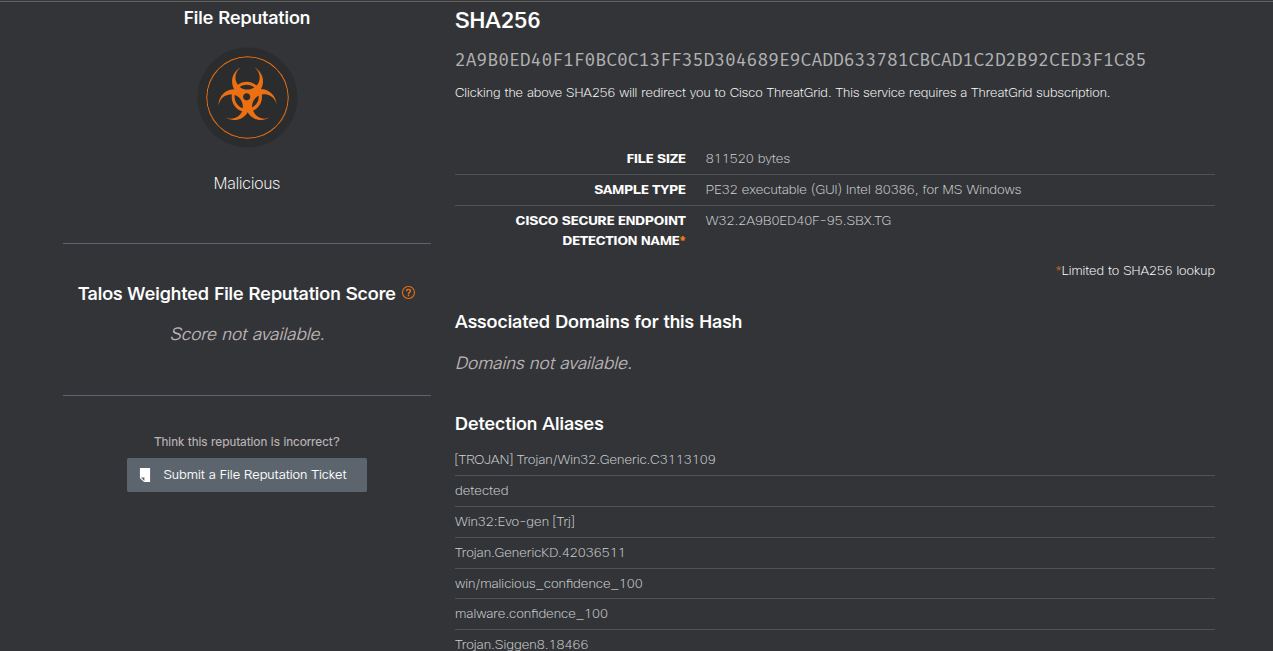 File Reputation
Malicious
Talos Weighted File Reputation Score ?
Score not available.
Think this reputation is incorrect?
Submit a File Reputation Ticket
SHA256
2A9B0ED40F1F0BC0C13FF35D304689E9CADD633781CBCAD1C2D2B92CED3F1C85
Clicking the above SHA256 will redirect you to Cisco ThreatGrid. This service requires a ThreatGrid subscription.
FILE SIZE 811520 bytes
SAMPLE TYPE PE32 executable (GUI) Intel 80386, for MS Windows
CISCO SECURE ENDPOINT W32.2A9B0ED40F-95.SBX.TG
DETECTION NAME*
*Limited to SHA256 lookup
Associated Domains for this Hash
Domains not available.
Detection Aliases
[TROJAN] Trojan/Win32.Generic.C3113109
detected
Win32:Evo-gen [Trj]
Trojan.GenericKD.42036511
win/malicious_confidence_100
malware.confidence_100
Trojan.Siggen8.18466